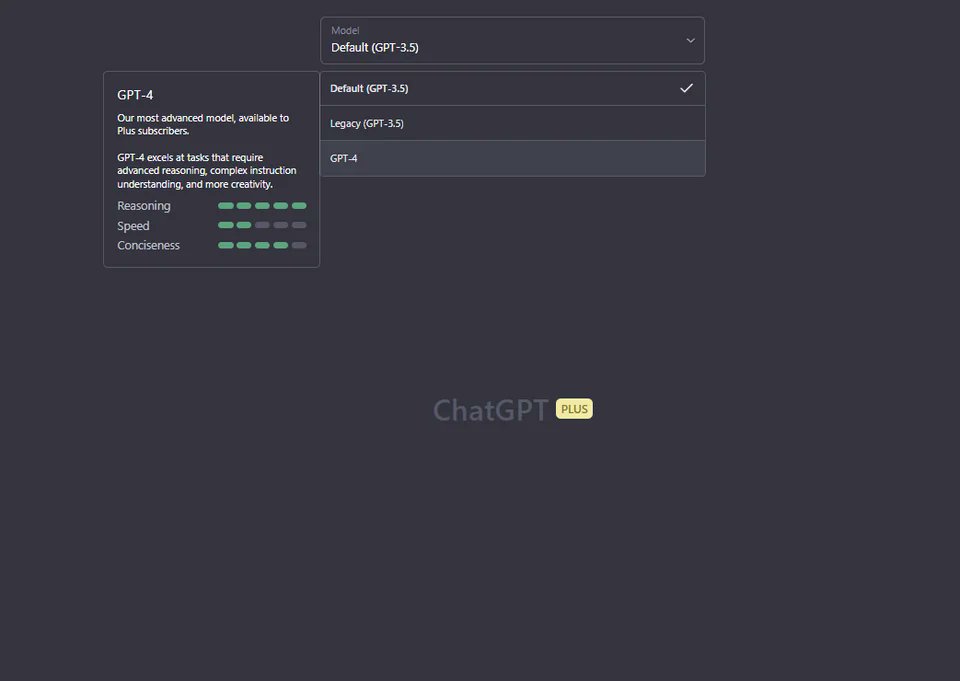 Model
Default (GPT-3.5)
Default (GPT-3.5)
Legacy (GPT-3.5)
GPT-4
GPT-4
Our most advanced model, available to
Plus subscribers.
GPT-4 excels at tasks that require
advanced reasoning, complex instruction
understanding, and more creativity.
Reasoning
Speed
Conciseness
ChatGPT PLUS